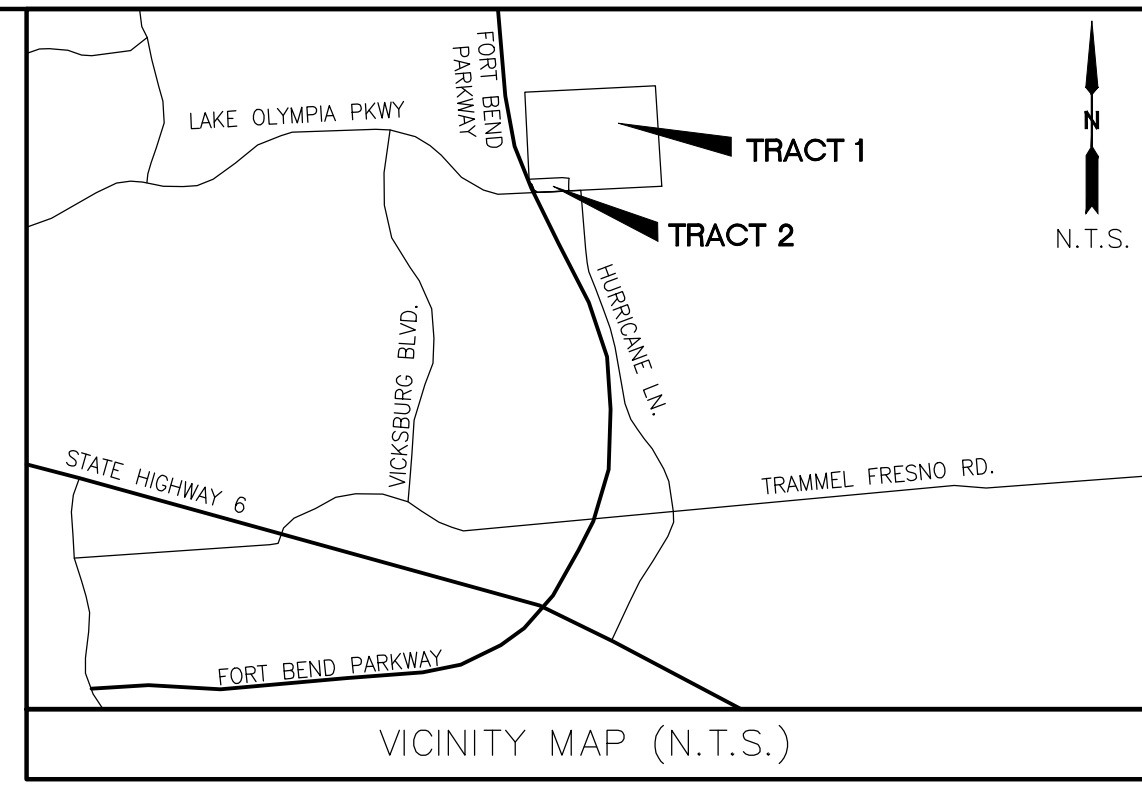 FORT BEND
PARKWAY
LAKE OLYMPIA PKWY
TRACT 1
N
TRACT 2
N.T.S.
HURRICANE LN.
VICKSBURG BLVD.
STATE HIGHWAY 6
TRAMMEL FRESNO RD.
FORT BEND PARKWAY
VICINITY MAP (N.T.S.)